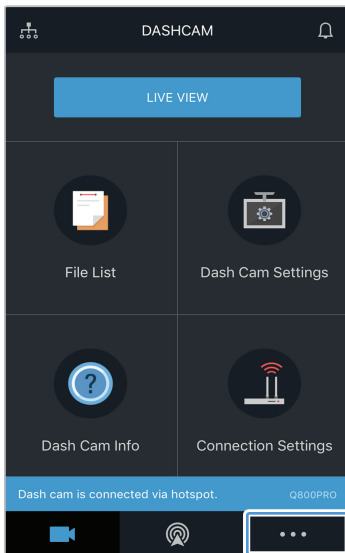 DASHCAM
LIVE VIEW
File List
Dash Cam Settings
?
Dash Cam Info
Connection Settings
Dash cam is connected via hotspot.
Q800PRO